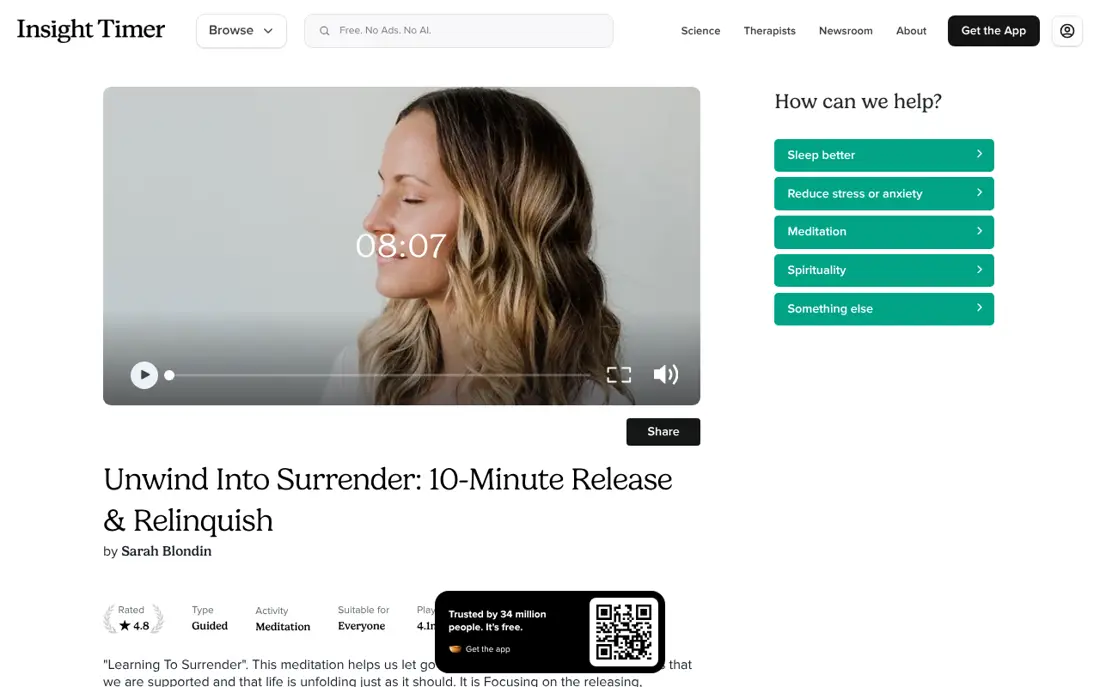 Insight Timer
Browse
Free. No Ads. No AI.
Science
Therapists
Newsroom
About
Get the App
08:07
How can we help?
Sleep better
Reduce stress or anxiety
Meditation
Spirituality
Something else
Share
Unwind Into Surrender: 10-Minute Release
& Relinquish
by Sarah Blondin
Rated
★ 4.8
Type
Guided
Activity
Meditation
Suitable for
Everyone
Trusted by 34 million
people. It's free.
Get the app
"Learning To Surrender". This meditation helps us let go that
we are supported and that life is unfolding just as it should. It is Focusing on the releasing,